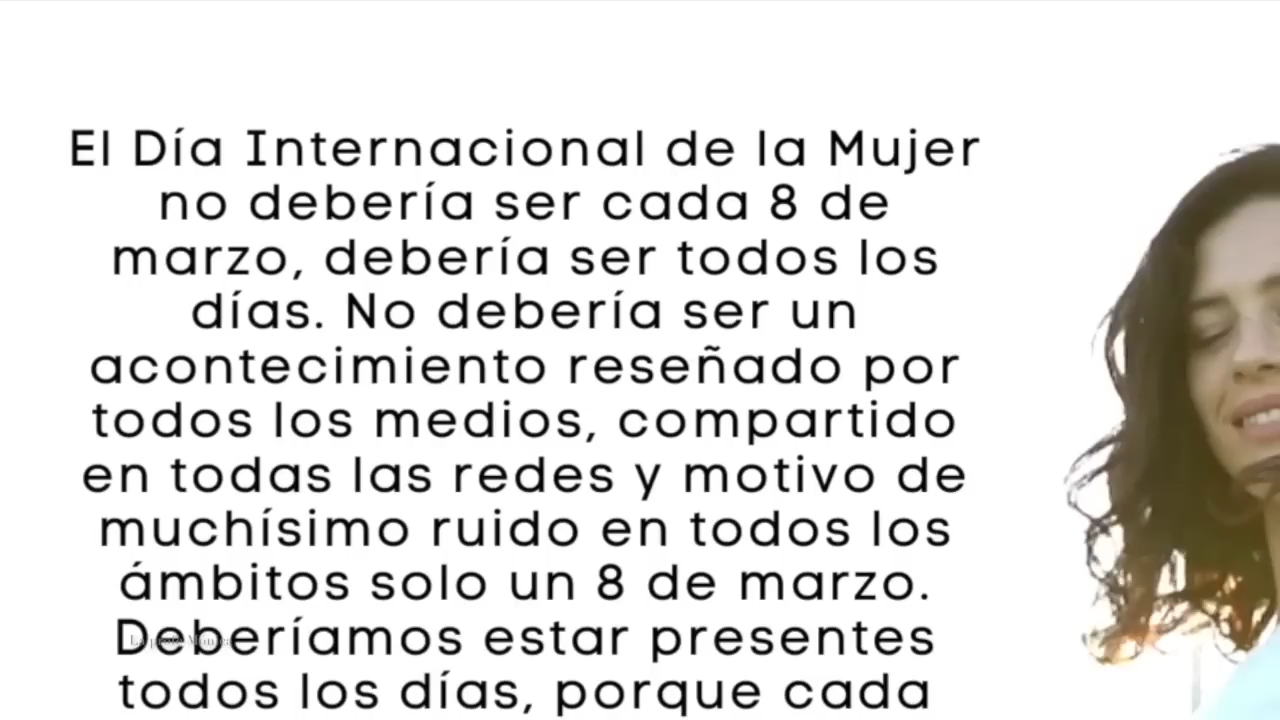 El Día Internacional de la Mujer
no debería ser cada 8 de
marzo, debería ser todos los
días. No debería ser un
acontecimiento reseñado por
todos los medios, compartido
en todas las redes y motivo de
muchísimo ruido en todos los
ámbitos solo un 8 de marzo.
Deberíamos estar presentes
todos los días, porque cada